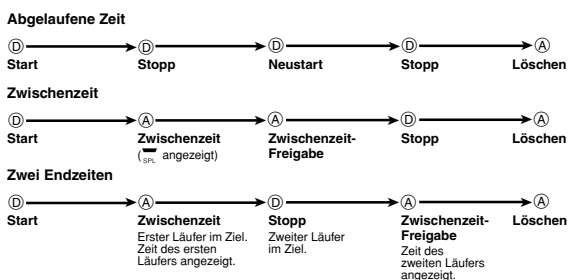 Abgelaufene Zeit
Ⓓ Ⓓ Ⓓ Ⓓ Ⓐ
Start Stopp Neustart Stopp Löschen
Zwischenzeit
Ⓓ Ⓐ Ⓐ Ⓓ Ⓐ
Start Zwischenzeit Zwischenzeit- Stopp Löschen
(SPL angezeigt) Freigabe
Zwei Endzeiten
Ⓓ Ⓐ Ⓓ Ⓐ Ⓐ
Start Zwischenzeit Stopp Zwischenzeit- Löschen
Erster Läufer im Ziel. Zweiter Läufer Freigabe
Zeit des ersten im Ziel. Zeit des
Läufers angezeigt. zweiten Läufers
angezeigt.